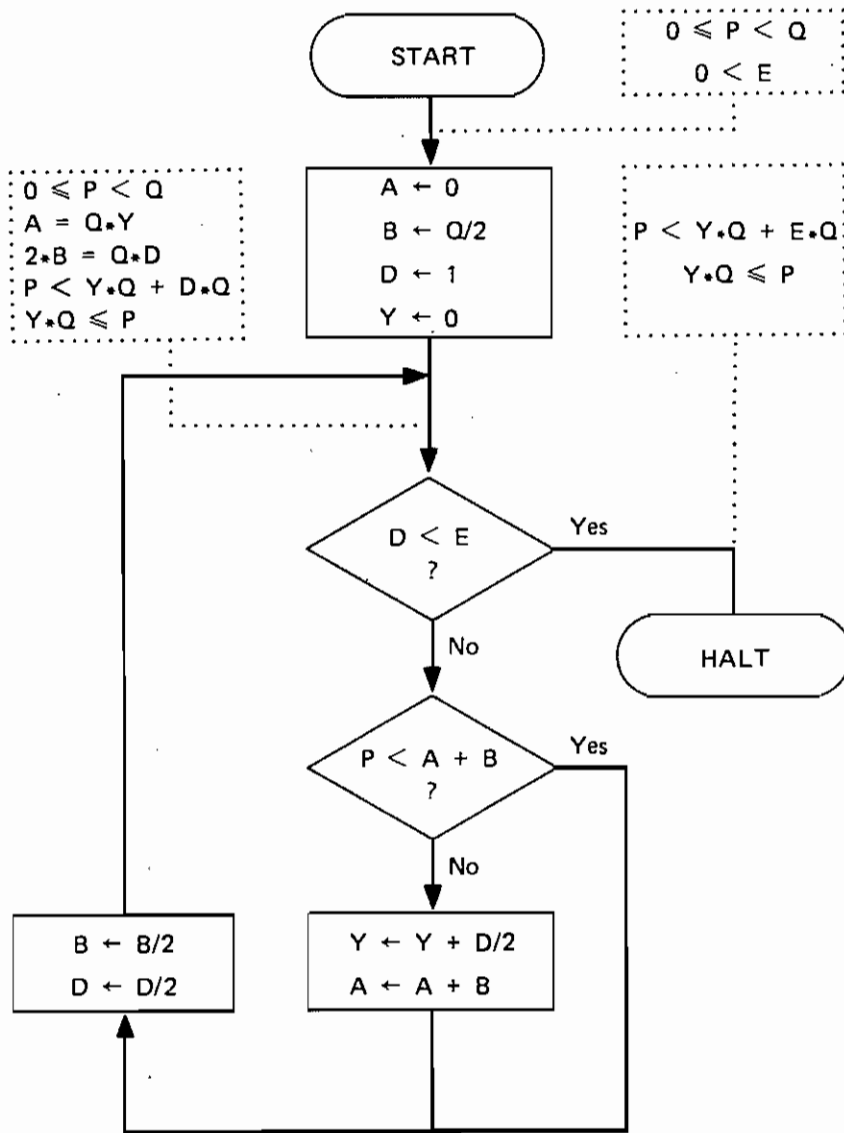 START
0 ⩽ P < Q
0 < E
0 ⩽ P < Q
A = Q*Y
2*B = Q*D
P < Y*Q + D*Q
Y*Q ⩽ P
A ← 0
B ← Q/2
D ← 1
Y ← 0
P < Y*Q + E*Q
Y*Q ⩽ P
D < E
?
Yes
No
HALT
P < A + B
?
Yes
No
B ← B/2
D ← D/2
Y ← Y + D/2
A ← A + B